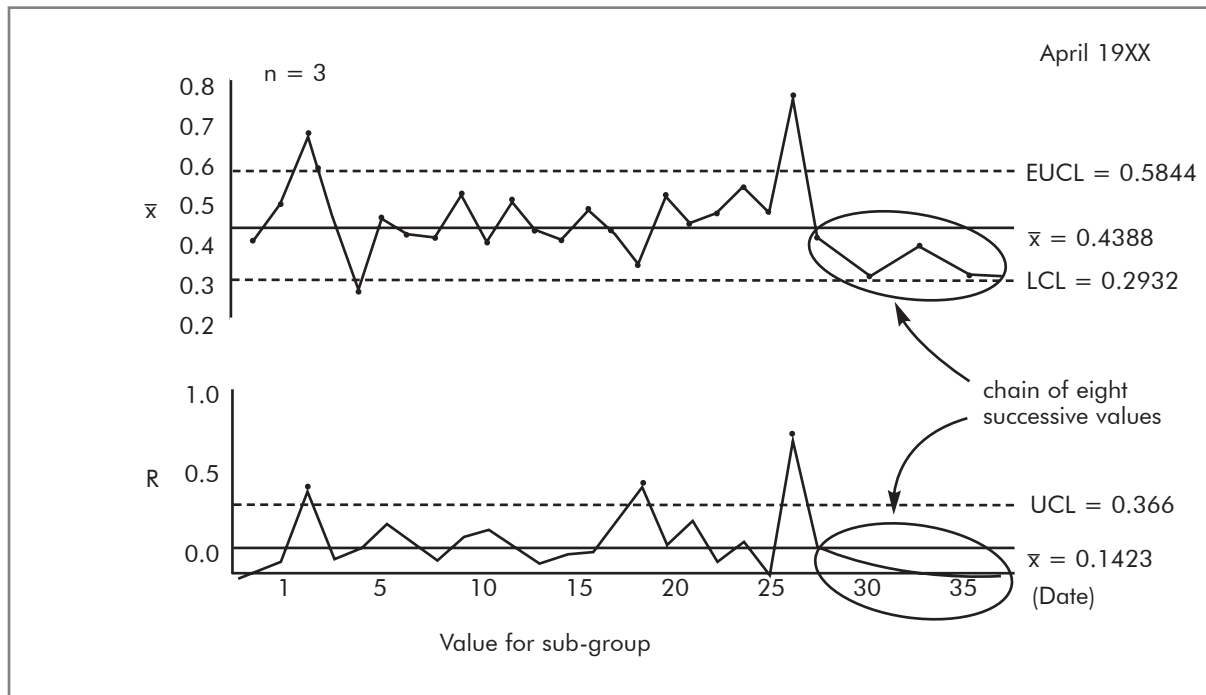 April 19XX
n = 3
0.8
0.7
0.6
EUCL = 0.5844
0.5
x̅
0.4
x̅ = 0.4388
0.3
LCL = 0.2932
0.2
1.0
chain of eight
successive values
0.5
R
UCL = 0.366
0.0
x̅ = 0.1423
1 5 10 15 20 25 30 35
(Date)
Value for sub-group